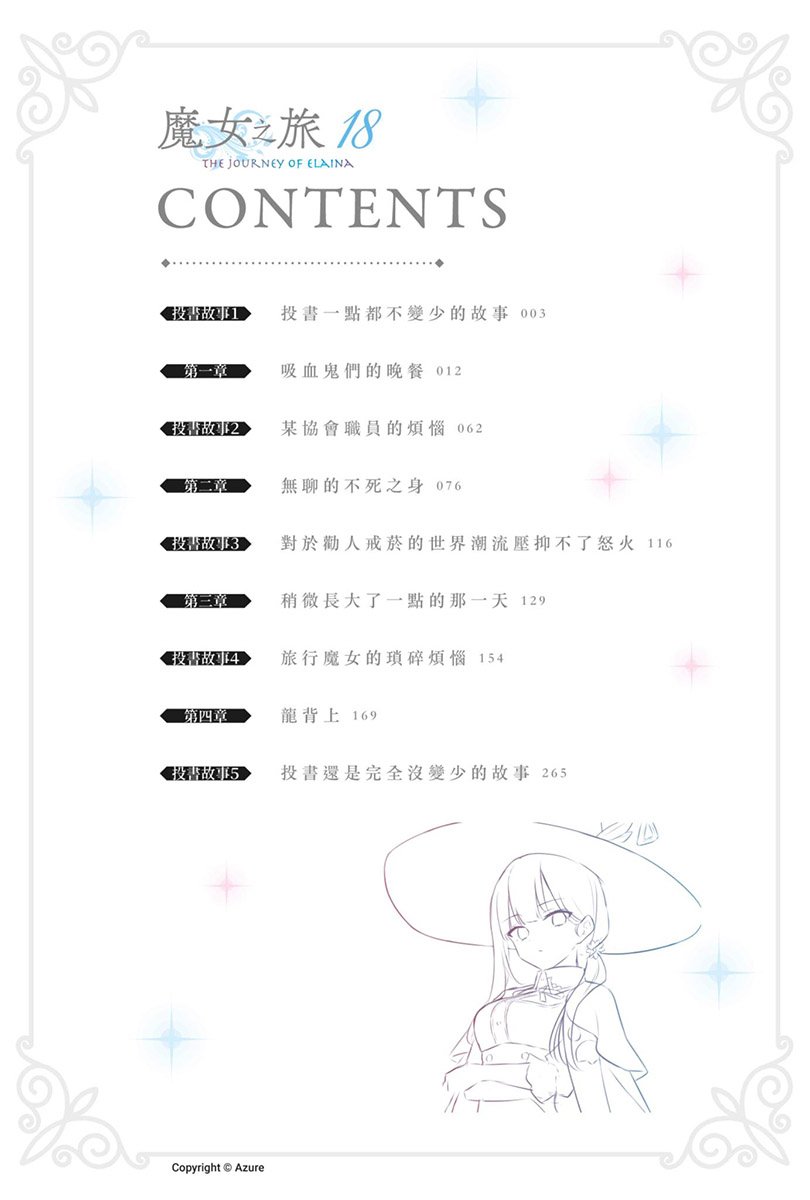 魔女之旅 18
THE JOURNEY OF ELAINA
CONTENTS
投書故事1 投書一點都不變少的故事 003
第一章 吸血鬼們的晚餐 012
投書故事2 某協會職員的煩惱 062
第二章 無聊的不死之身 076
投書故事3 對於勸人戒菸的世界潮流壓抑不了怒火 116
第三章 稍微長大了一點的那一天 129
投書故事4 旅行魔女的瑣碎煩惱 154
第四章 龍背上 169
投書故事5 投書還是完全沒變少的故事 265
Copyright © Azure